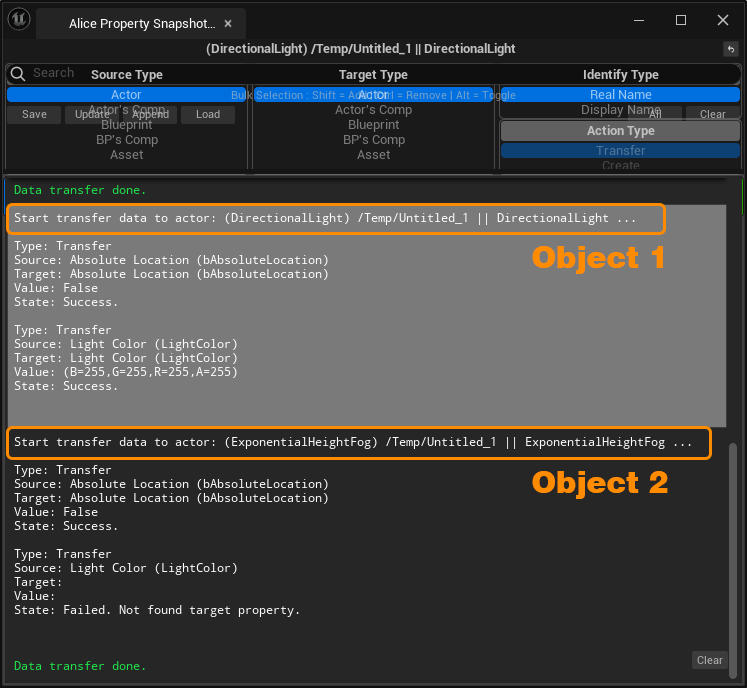 Alice Property Snapshot...
(DirectionalLight) /Temp/Untitled_1 || DirectionalLight
Search
Source Type
Target Type
Identify Type
Actor
Bulk Selection : Shift = Add | Ctrl = Remove | Alt = Toggle
Actor
Real Name
Actor's Comp
Actor's Comp
Display Name
Save
Update
Append
Load
All
Clear
Blueprint
Blueprint
Action Type
BP's Comp
BP's Comp
Transfer
Asset
Asset
Create
Data transfer done.
Start transfer data to actor: (DirectionalLight) /Temp/Untitled_1 || DirectionalLight ...
Object 1
Type: Transfer
Source: Absolute Location (bAbsoluteLocation)
Target: Absolute Location (bAbsoluteLocation)
Value: False
State: Success.
Type: Transfer
Source: Light Color (LightColor)
Target: Light Color (LightColor)
Value: (B=255,G=255,R=255,A=255)
State: Success.
Start transfer data to actor: (ExponentialHeightFog) /Temp/Untitled_1 || ExponentialHeightFog ...
Object 2
Type: Transfer
Source: Absolute Location (bAbsoluteLocation)
Target: Absolute Location (bAbsoluteLocation)
Value: False
State: Success.
Type: Transfer
Source: Light Color (LightColor)
Target:
Value:
State: Failed. Not found target property.
Clear
Data transfer done.